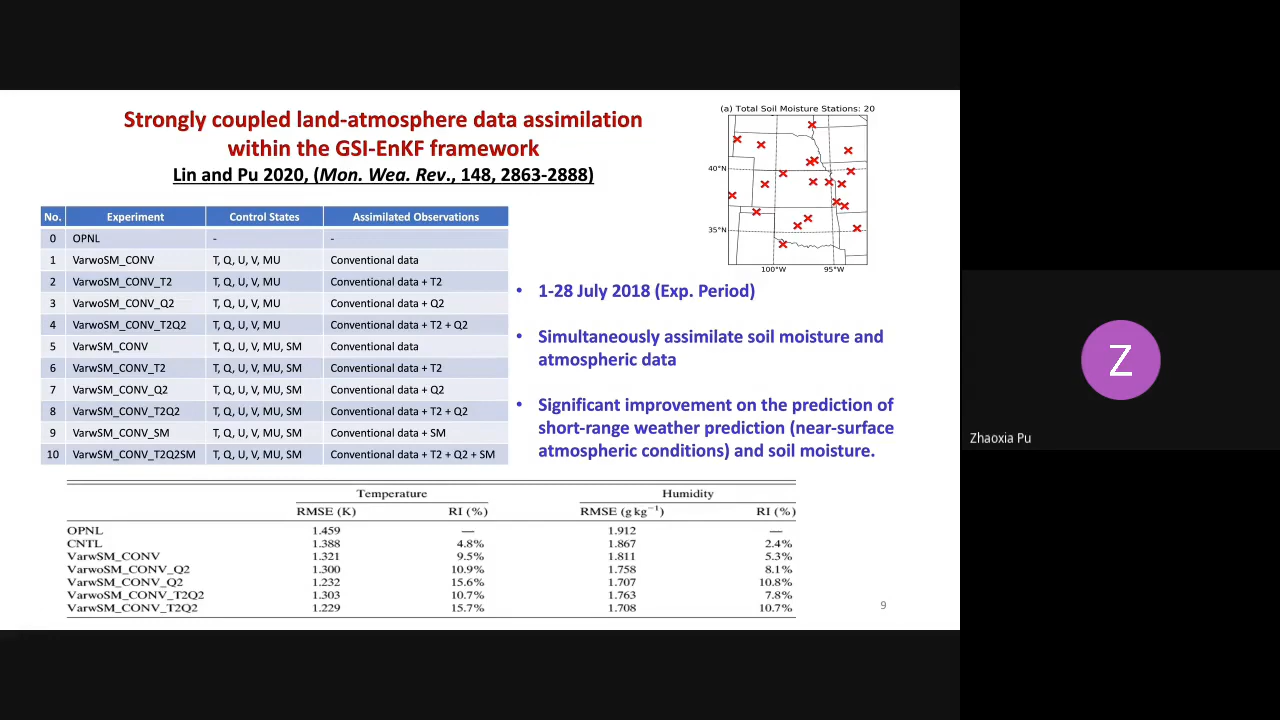 Strongly coupled land-atmosphere data assimilation
within the GSI-EnKF framework
Lin and Pu 2020, (Mon. Wea. Rev., 148, 2863-2888)
(a) Total Soil Moisture Stations: 20
40°N
35°N
100°W 95°W
No. Experiment Control States Assimilated Observations
0 OPNL - -
1 VarwoSM_CONV T, Q, U, V, MU Conventional data
2 VarwoSM_CONV_T2 T, Q, U, V, MU Conventional data + T2
3 VarwoSM_CONV_Q2 T, Q, U, V, MU Conventional data + Q2
4 VarwoSM_CONV_T2Q2 T, Q, U, V, MU Conventional data + T2 + Q2
5 VarwSM_CONV T, Q, U, V, MU, SM Conventional data
6 VarwSM_CONV_T2 T, Q, U, V, MU, SM Conventional data + T2
7 VarwSM_CONV_Q2 T, Q, U, V, MU, SM Conventional data + Q2
8 VarwSM_CONV_T2Q2 T, Q, U, V, MU, SM Conventional data + T2 + Q2
9 VarwSM_CONV_SM T, Q, U, V, MU, SM Conventional data + SM
10 VarwSM_CONV_T2Q2SM T, Q, U, V, MU, SM Conventional data + T2 + Q2 + SM
• 1-28 July 2018 (Exp. Period)
• Simultaneously assimilate soil moisture and
atmospheric data
• Significant improvement on the prediction of
short-range weather prediction (near-surface
atmospheric conditions) and soil moisture.
Temperature Humidity
RMSE (K) RI (%) RMSE (g kg⁻¹) RI (%)
OPNL 1.459 — 1.912 —
CNTL 1.388 4.8% 1.867 2.4%
VarwSM_CONV 1.321 9.5% 1.811 5.3%
VarwoSM_CONV_Q2 1.300 10.9% 1.758 8.1%
VarwSM_CONV_Q2 1.232 15.6% 1.707 10.8%
VarwoSM_CONV_T2Q2 1.303 10.7% 1.763 7.8%
VarwSM_CONV_T2Q2 1.229 15.7% 1.708 10.7%
9
Z
Zhaoxia Pu